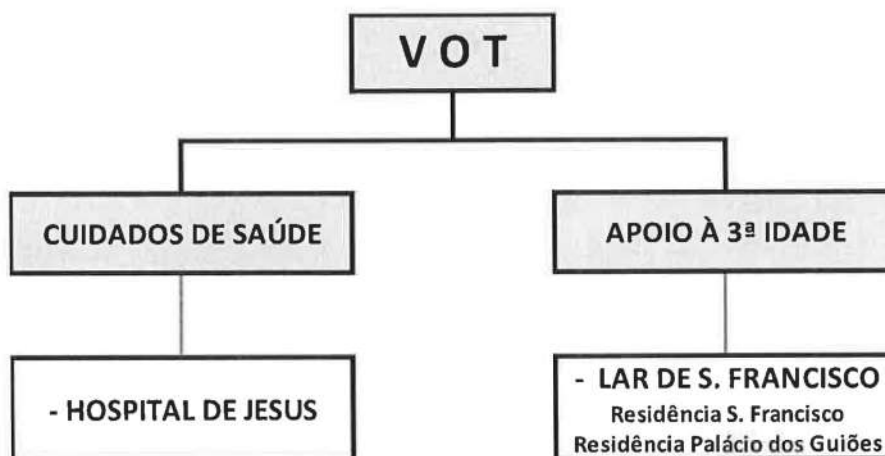 V O T
CUIDADOS DE SAÚDE
APOIO À 3ª IDADE
- HOSPITAL DE JESUS
- LAR DE S. FRANCISCO
Residência S. Francisco
Residência Palácio dos Guiões